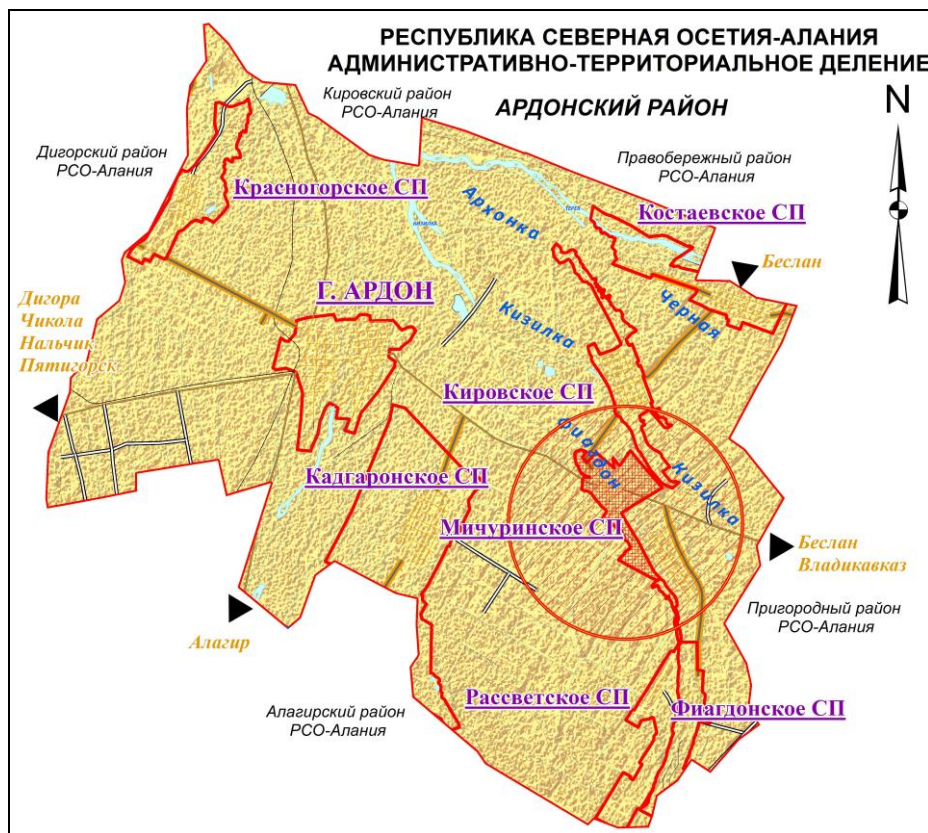 РЕСПУБЛИКА СЕВЕРНАЯ ОСЕТИЯ-АЛАНИЯ
АДМИНИСТРАТИВНО-ТЕРРИТОРИАЛЬНОЕ ДЕЛЕНИЕ
Кировский район
РСО-Алания
АРДОНСКИЙ РАЙОН
N
Дигорский район
РСО-Алания
Правобережный район
РСО-Алания
Красногорское СП
Архонка
Костаевское СП
Беслан
Г. АРДОН
Дигора
Чикола
Нальчик
Пятигорск
Кизилка
Черная
Кировское СП
Фиагдон
Кадгаронское СП
Кизилка
Мичуринское СП
Беслан
Владикавказ
Пригородный район
РСО-Алания
Алагир
Рассветское СП
Фиагдонское СП
Алагирский район
РСО-Алания